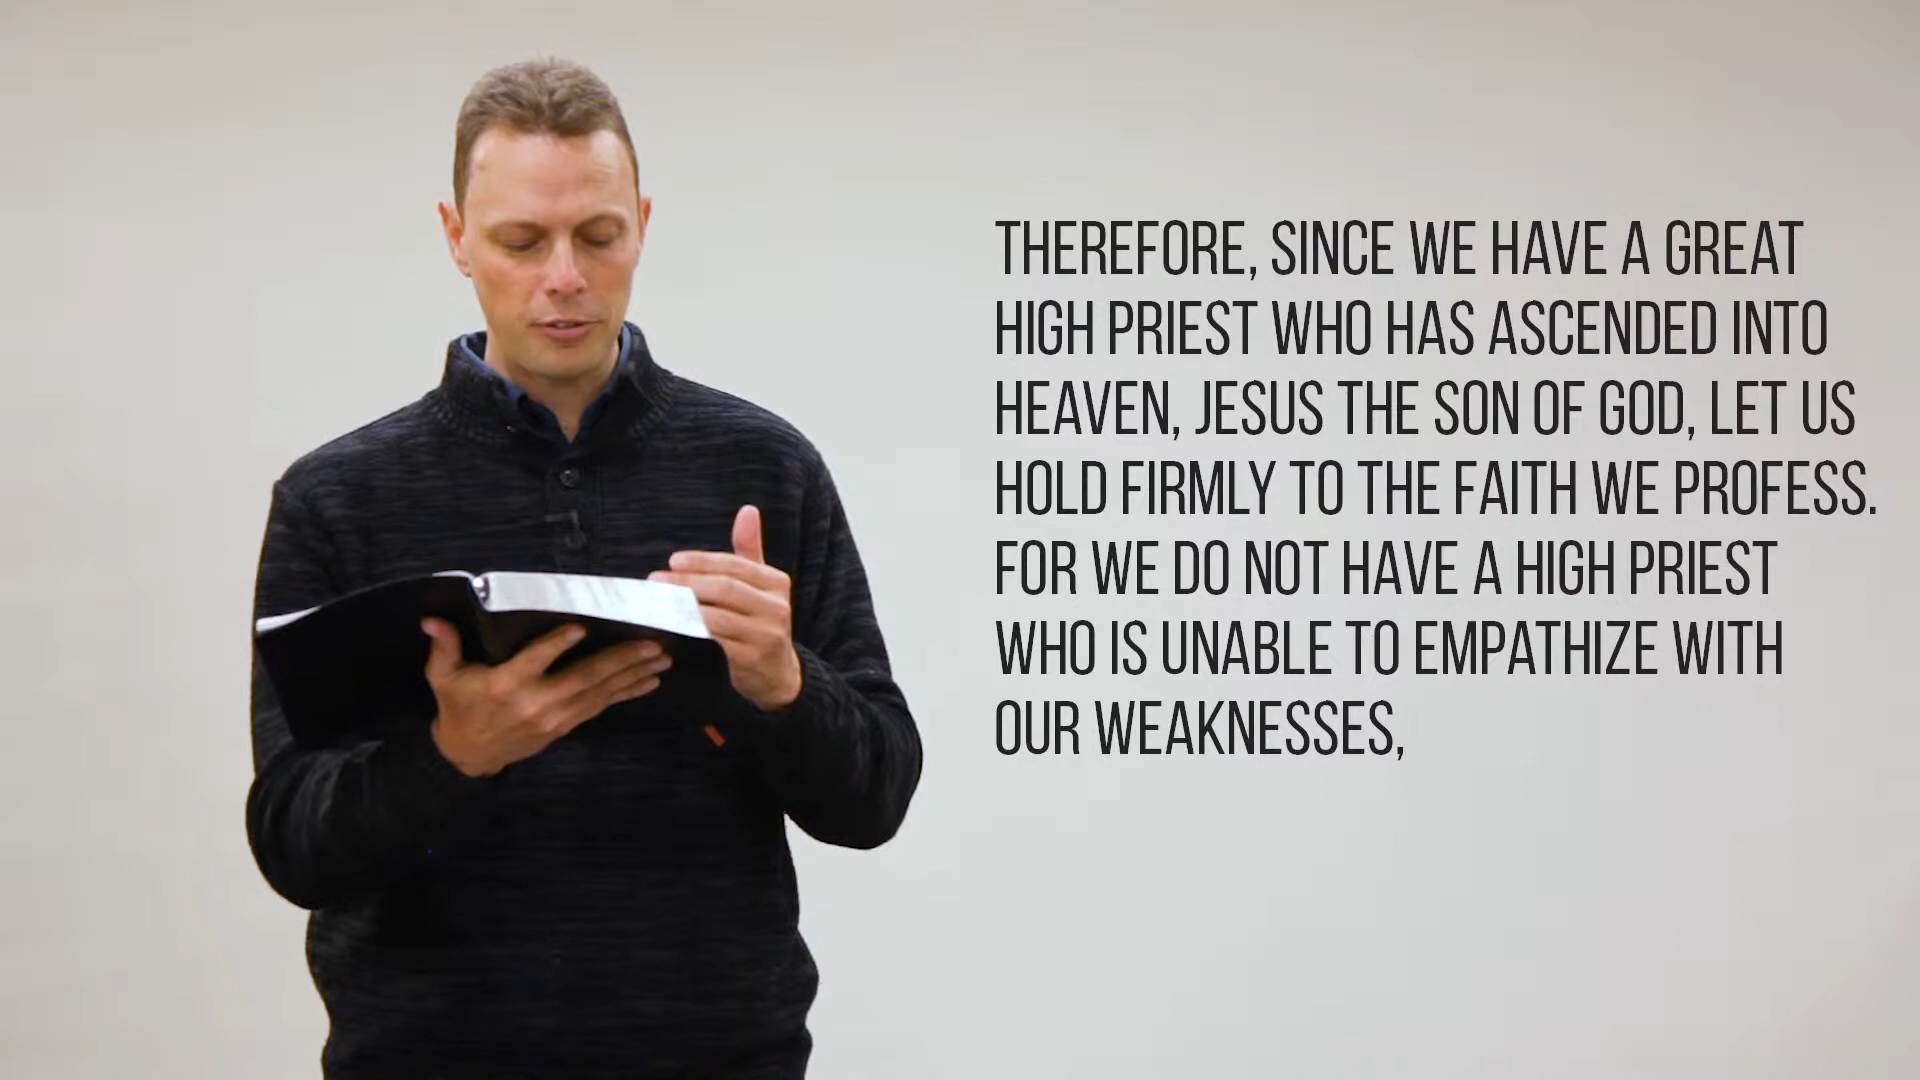 THEREFORE, SINCE WE HAVE A GREAT
HIGH PRIEST WHO HAS ASCENDED INTO
HEAVEN, JESUS THE SON OF GOD, LET US
HOLD FIRMLY TO THE FAITH WE PROFESS.
FOR WE DO NOT HAVE A HIGH PRIEST
WHO IS UNABLE TO EMPATHIZE WITH
OUR WEAKNESSES,